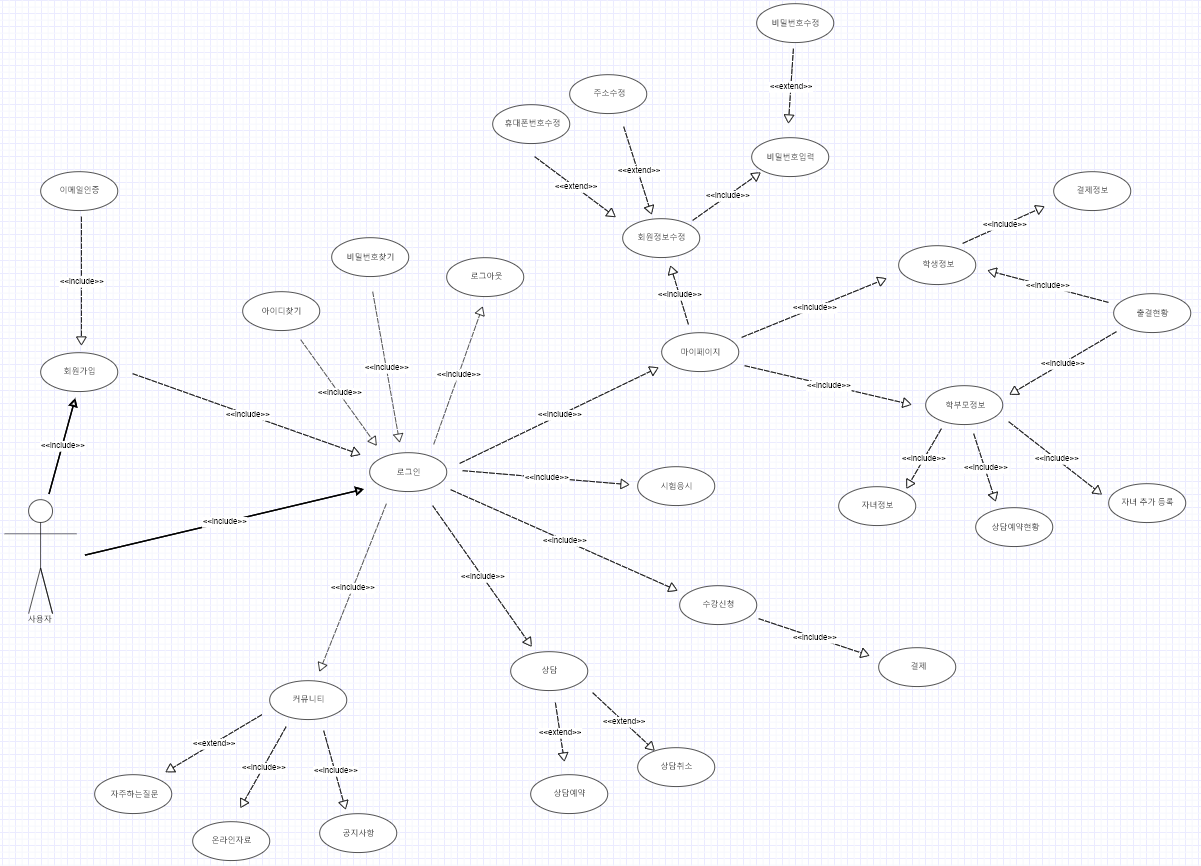 비밀번호수정
<<extend>>
주소수정
휴대폰번호수정
비밀번호입력
<<extend>>
<<extend>>
<<include>>
이메일인증
결제정보
<<include>>
회원정보수정
비밀번호찾기
로그아웃
학생정보
<<include>>
<<include>>
<<include>>
<<include>>
아이디찾기
출결현황
마이페이지
회원가입
<<include>>
<<include>>
<<include>>
<<include>>
<<include>>
학부모정보
<<include>>
<<include>>
<<include>>
<<include>>
<<include>>
<<include>>
<<include>>
로그인
<<include>>
시험응시
자녀정보
자녀 추가 등록
상담예약현황
<<include>>
<<include>>
<<include>>
<<include>>
수강신청
사용자
<<include>>
결제
상담
커뮤니티
<<extend>>
<<extend>>
<<extend>>
<<include>>
<<include>>
상담취소
자주하는질문
상담예약
공지사항
온라인자료